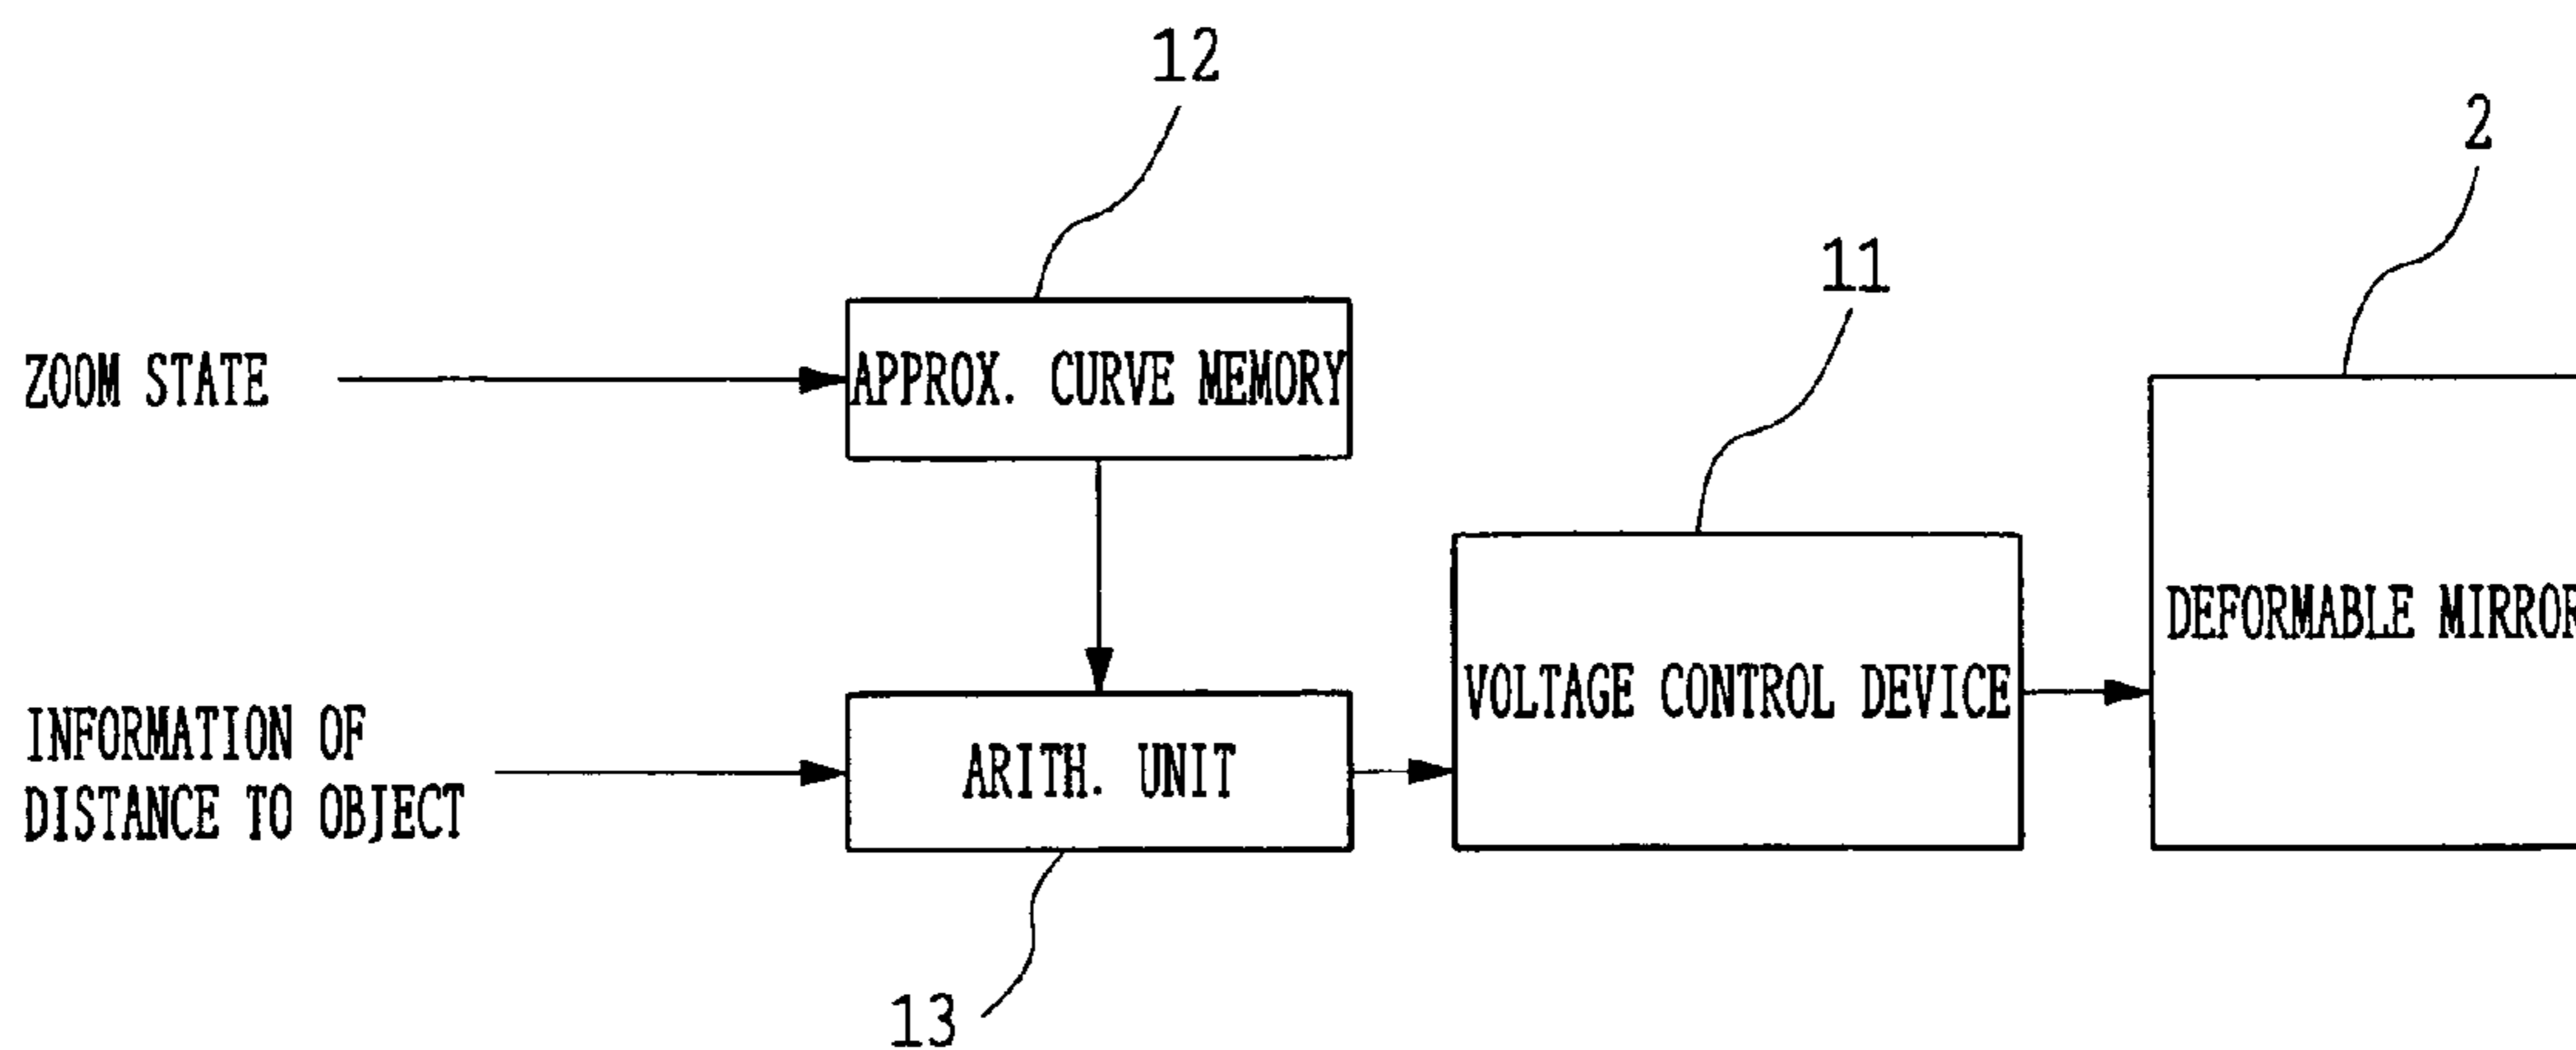 12
2
11
ZOOM STATE
APPROX. CURVE MEMORY
DEFORMABLE MIRROR
VOLTAGE CONTROL DEVICE
INFORMATION OF
DISTANCE TO OBJECT
ARITH. UNIT
13